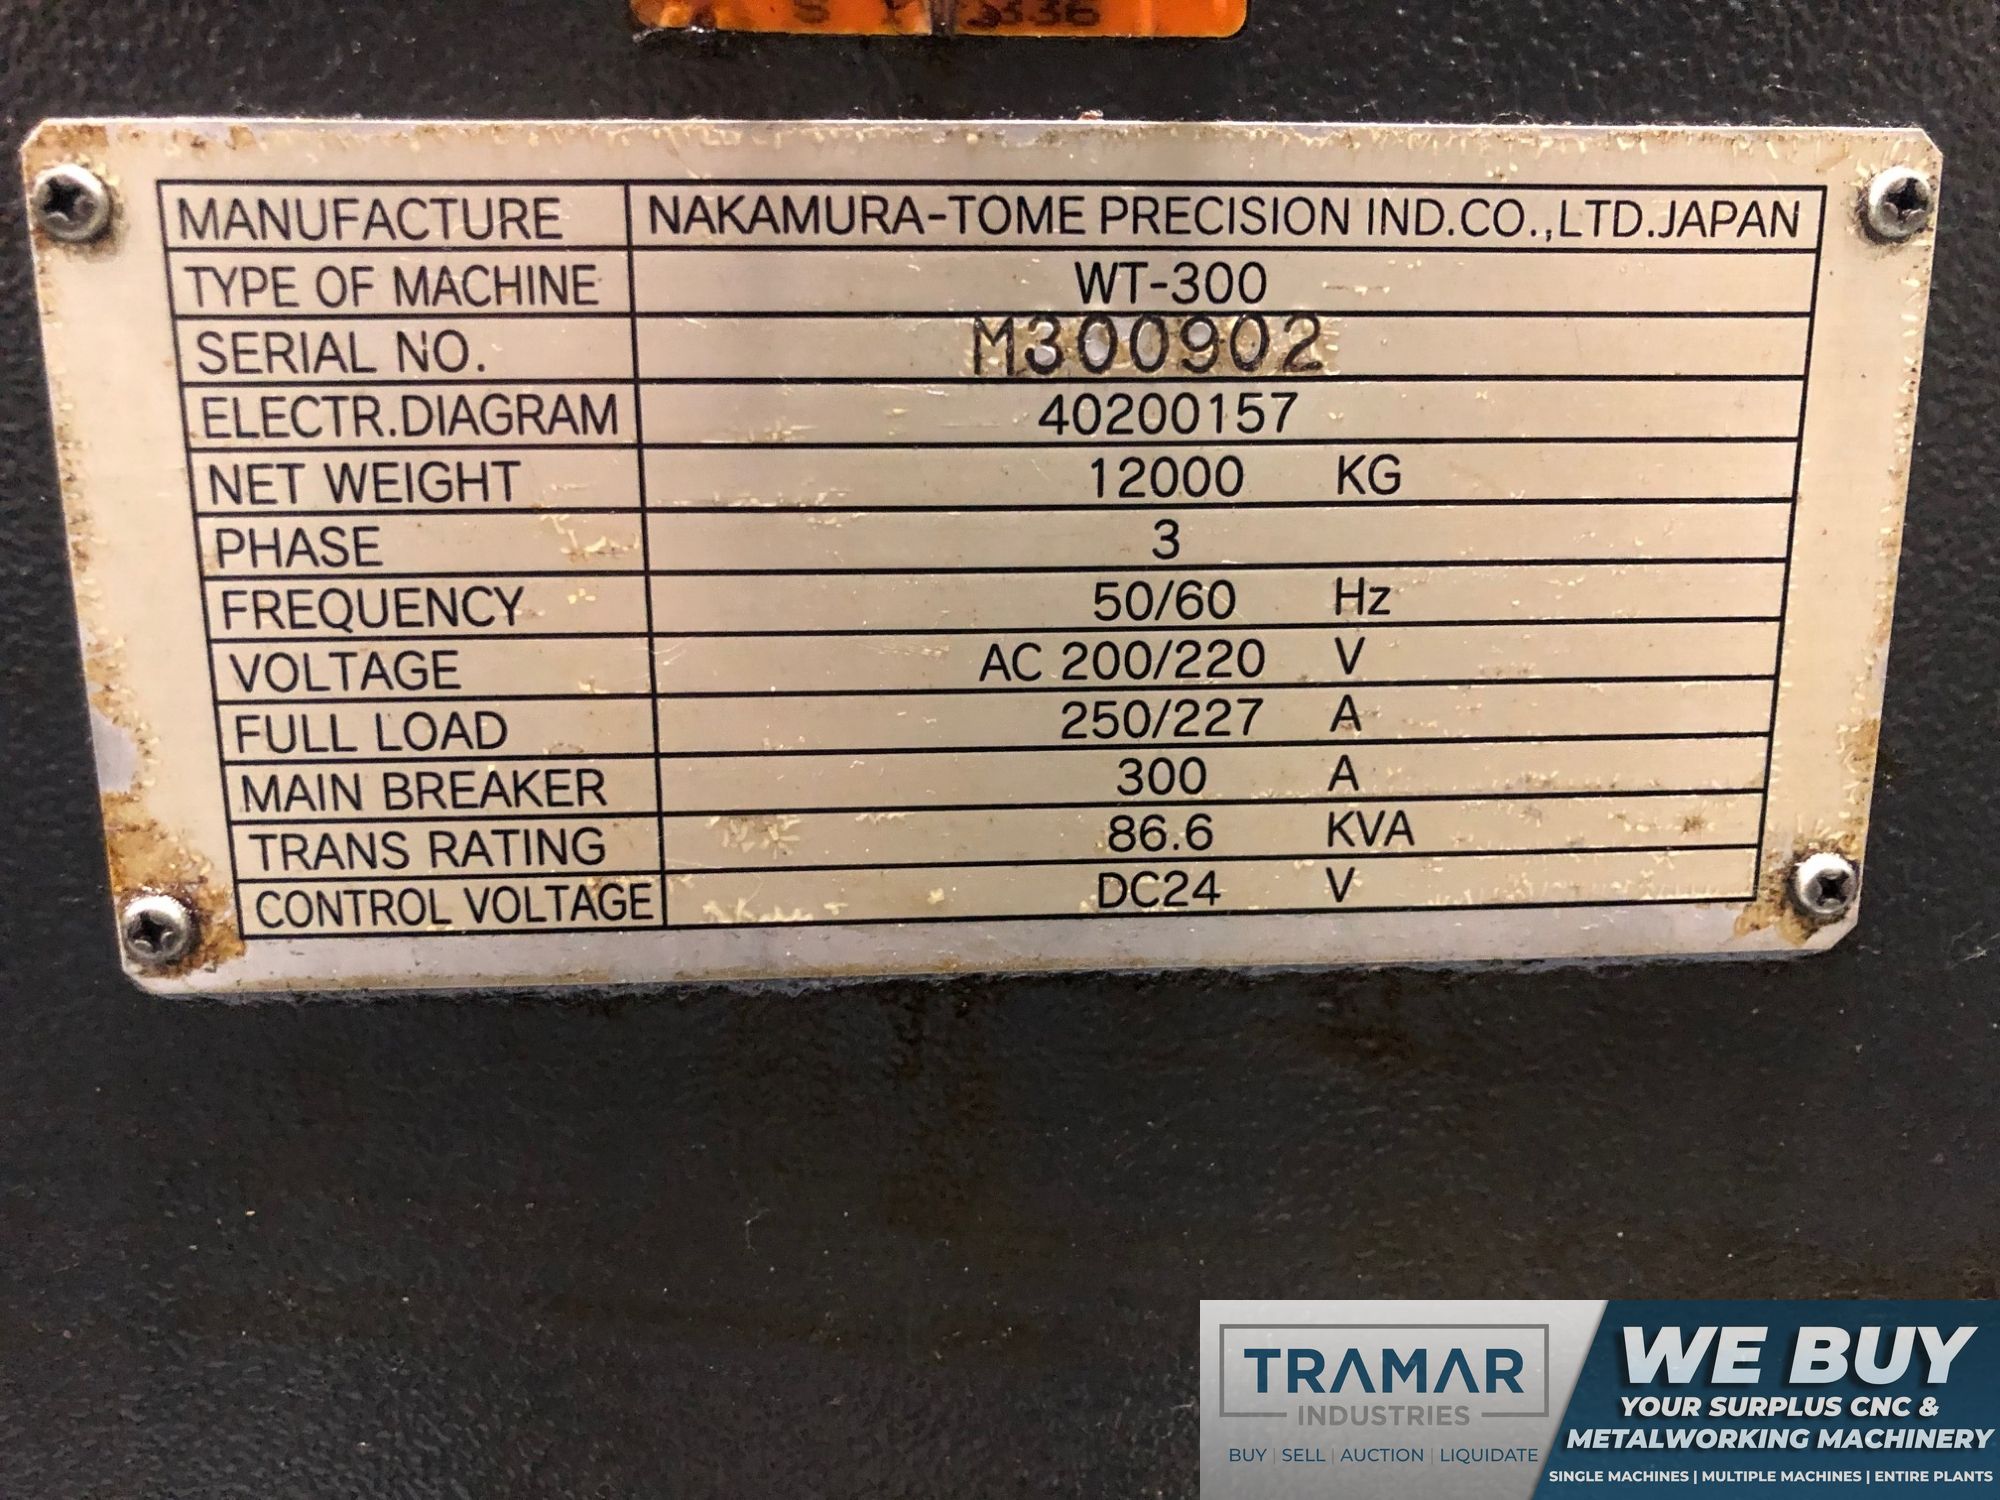 336
MANUFACTURE NAKAMURA-TOME PRECISION IND.CO.,LTD.JAPAN
TYPE OF MACHINE WT-300
SERIAL NO. M300902
ELECTR.DIAGRAM 40200157
NET WEIGHT 12000 KG
PHASE 3
FREQUENCY 50/60 Hz
VOLTAGE AC 200/220 V
FULL LOAD 250/227 A
MAIN BREAKER 300 A
TRANS RATING 86.6 KVA
CONTROL VOLTAGE DC24 V
TRAMAR
INDUSTRIES
BUY | SELL | AUCTION | LIQUIDATE
WE BUY
YOUR SURPLUS CNC &
METALWORKING MACHINERY
SINGLE MACHINES | MULTIPLE MACHINES | ENTIRE PLANTS